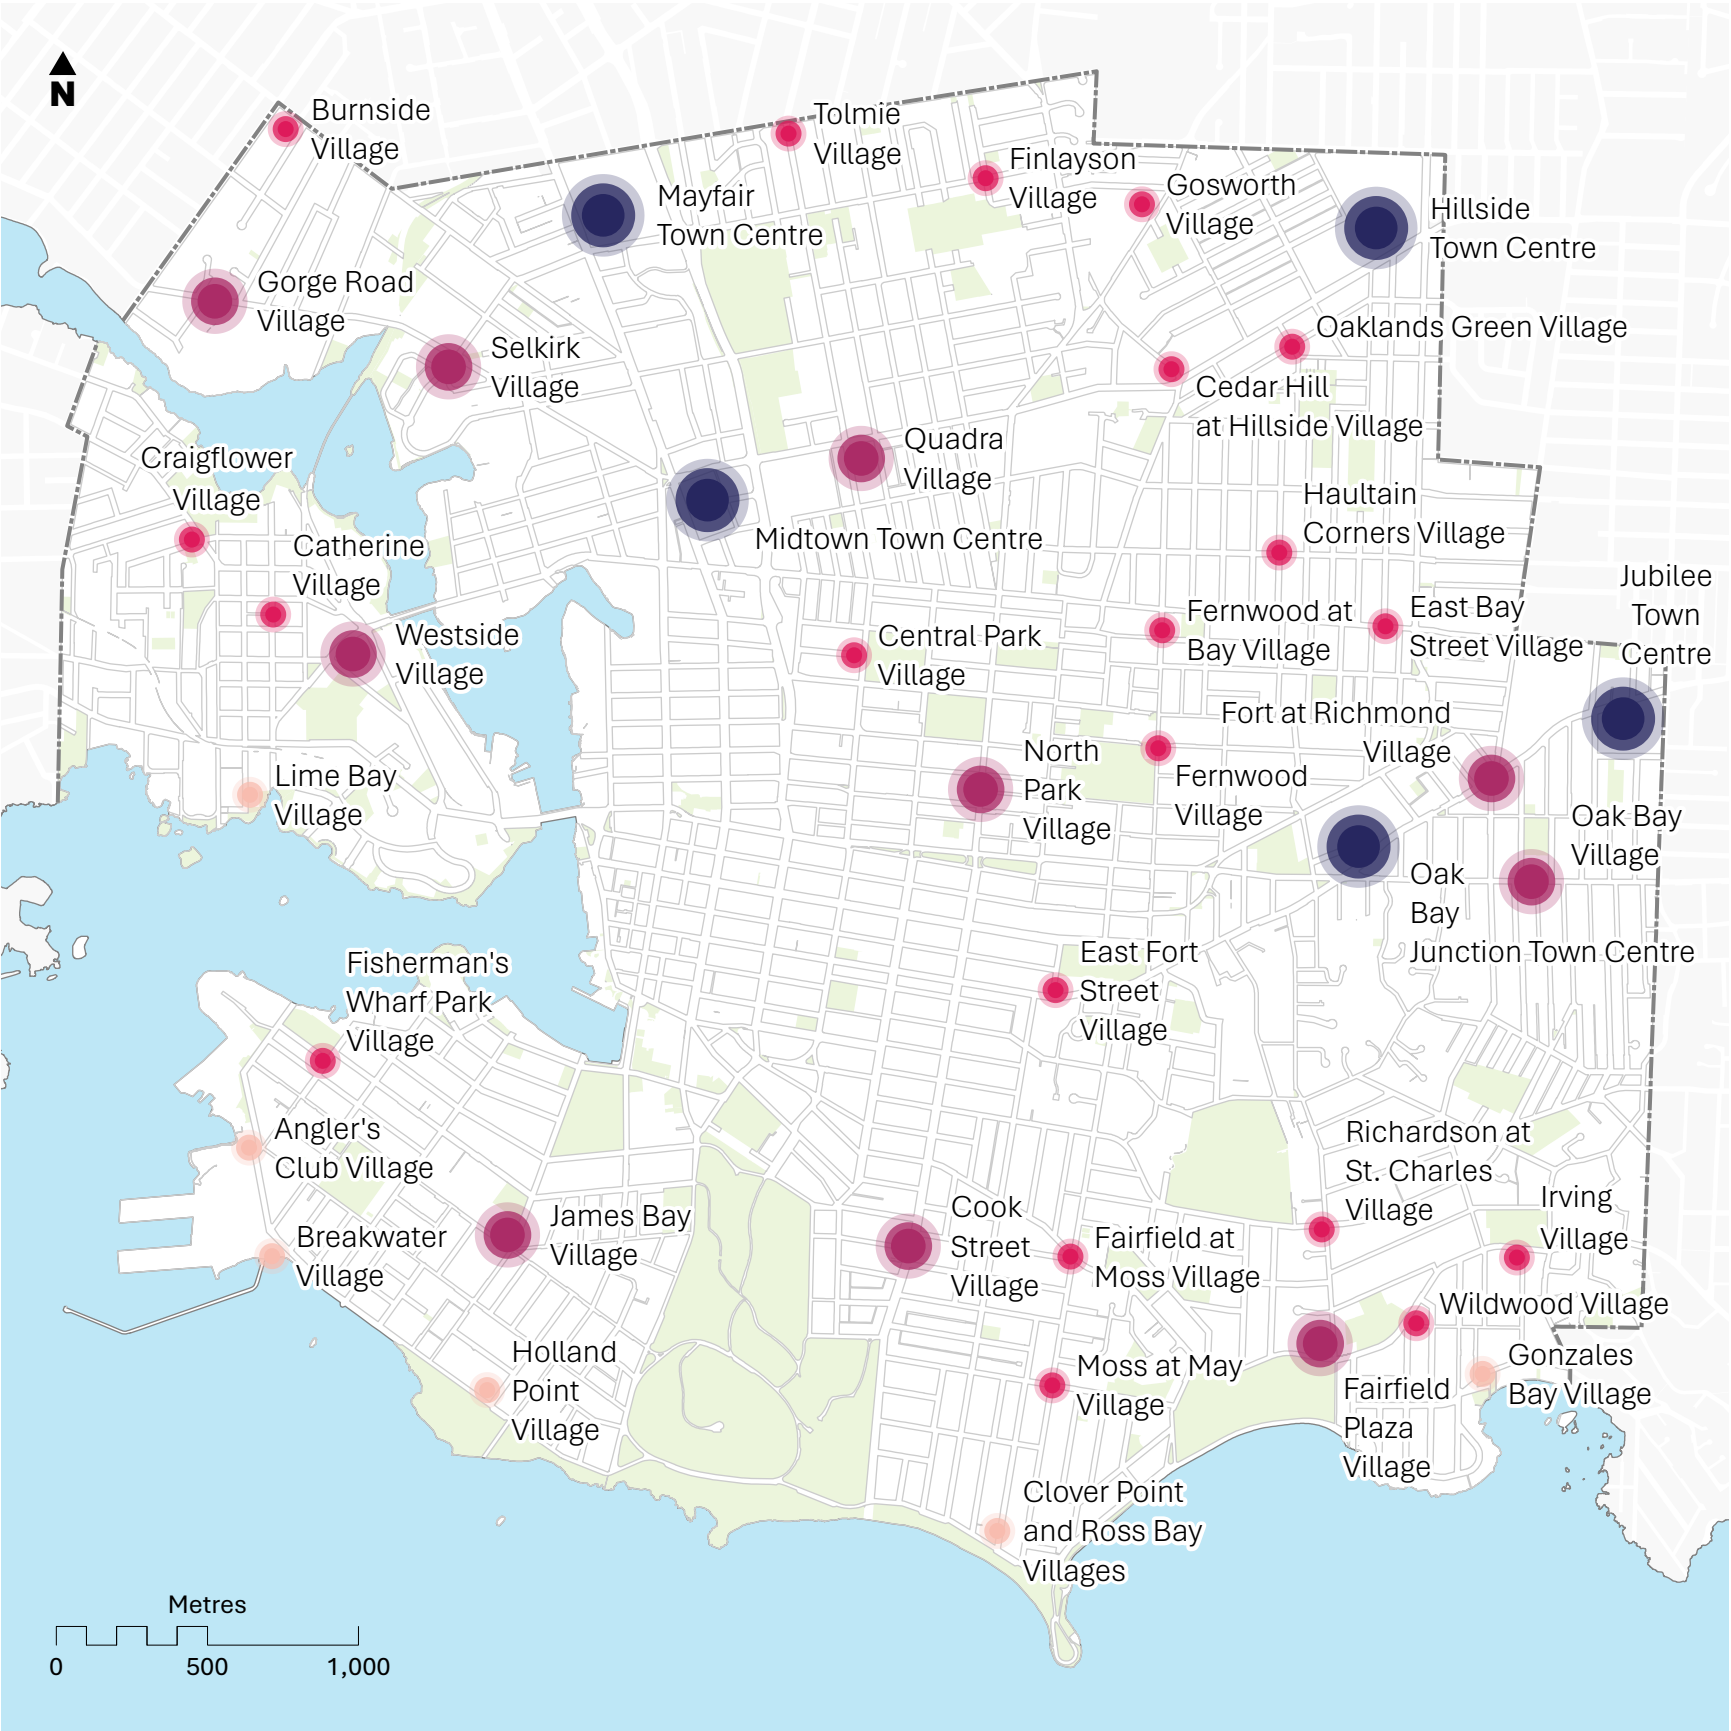 N
Burnside
Village
Tolmie
Village
Finlayson
Village
Gosworth
Village
Mayfair
Town Centre
Hillside
Town Centre
Gorge Road
Village
Selkirk
Village
Oaklands Green Village
Cedar Hill
at Hillside Village
Quadra
Village
Craigflower
Village
Haultain
Corners Village
Midtown Town Centre
Catherine
Village
Jubilee
Town
Centre
Fernwood at
Bay Village
East Bay
Street Village
Westside
Village
Central Park
Village
Fort at Richmond
Village
North
Park
Village
Fernwood
Village
Lime Bay
Village
Oak Bay
Village
Oak
Bay
Junction Town Centre
East Fort
Street
Village
Fisherman's
Wharf Park
Village
Angler's
Club Village
Richardson at
St. Charles
Village
Irving
Village
James Bay
Village
Cook
Street
Village
Fairfield at
Moss Village
Breakwater
Village
Wildwood Village
Holland
Point
Village
Moss at May
Village
Fairfield
Plaza
Village
Gonzales
Bay Village
Clover Point
and Ross Bay
Villages
Metres
0 500 1,000